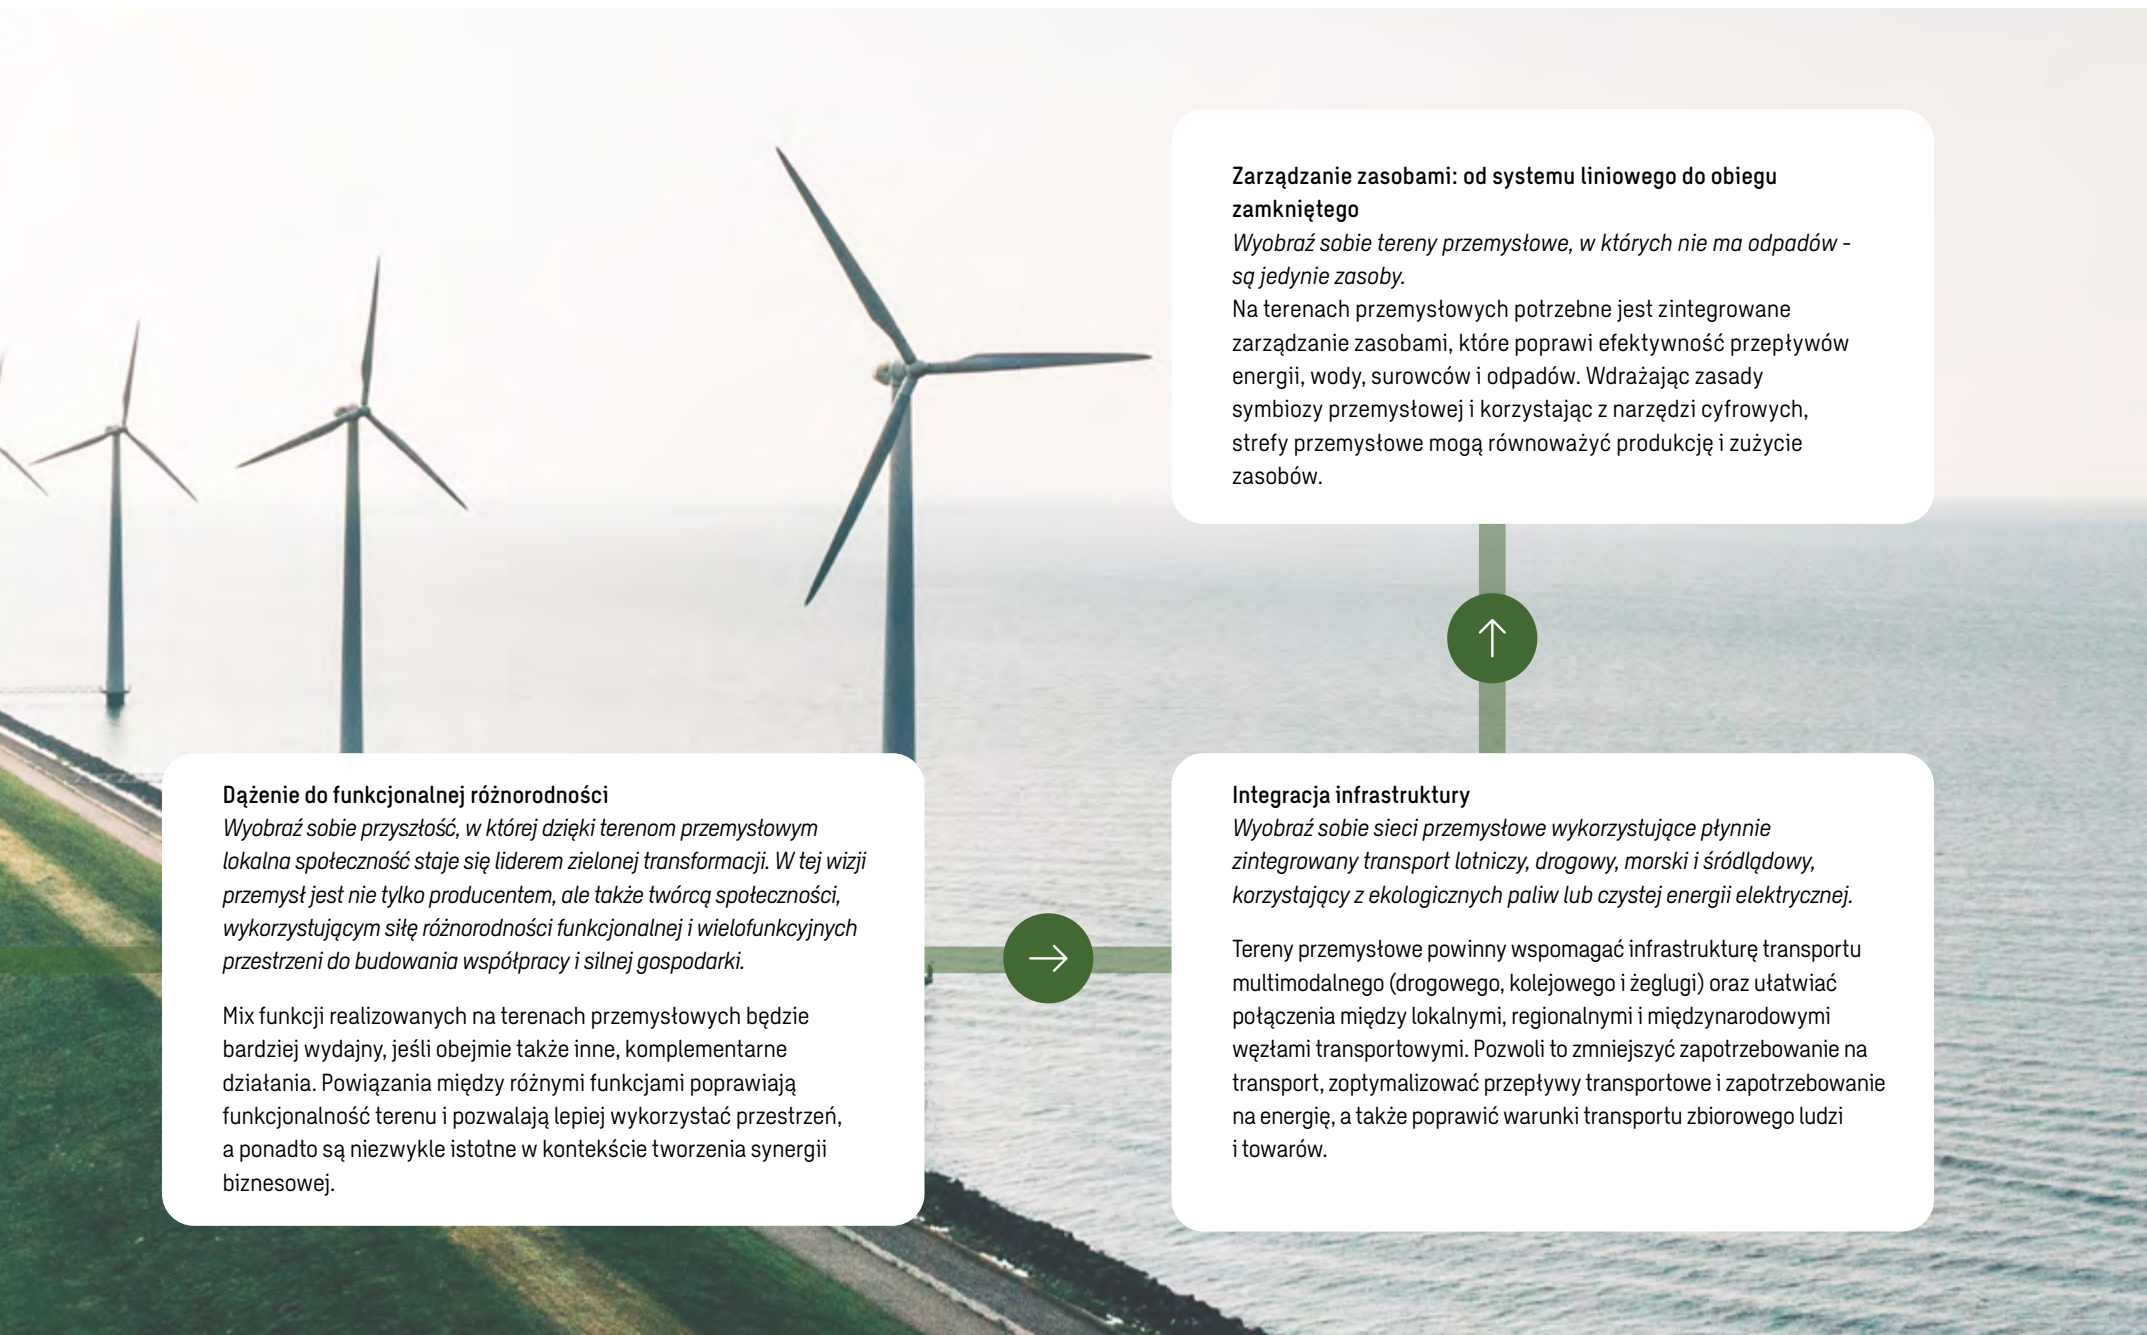 Zarządzanie zasobami: od systemu liniowego do obiegu
zamkniętego
Wyobraź sobie tereny przemysłowe, w których nie ma odpadów -
są jedynie zasoby.
Na terenach przemysłowych potrzebne jest zintegrowane
zarządzanie zasobami, które poprawi efektywność przepływów
energii, wody, surowców i odpadów. Wdrażając zasady
symbiozy przemysłowej i korzystając z narzędzi cyfrowych,
strefy przemysłowe mogą równoważyć produkcję i zużycie
zasobów.
Dążenie do funkcjonalnej różnorodności
Wyobraź sobie przyszłość, w której dzięki terenom przemysłowym
lokalna społeczność staje się liderem zielonej transformacji. W tej wizji
przemysł jest nie tylko producentem, ale także twórcą społeczności,
wykorzystującym siłę różnorodności funkcjonalnej i wielofunkcyjnych
przestrzeni do budowania współpracy i silnej gospodarki.
Mix funkcji realizowanych na terenach przemysłowych będzie
bardziej wydajny, jeśli obejmie także inne, komplementarne
działania. Powiązania między różnymi funkcjami poprawiają
funkcjonalność terenu i pozwalają lepiej wykorzystać przestrzeń,
a ponadto są niezwykle istotne w kontekście tworzenia synergii
biznesowej.
Integracja infrastruktury
Wyobraź sobie sieci przemysłowe wykorzystujące płynnie
zintegrowany transport lotniczy, drogowy, morski i śródlądowy,
korzystający z ekologicznych paliw lub czystej energii elektrycznej.
Tereny przemysłowe powinny wspomagać infrastrukturę transportu
multimodalnego (drogowego, kolejowego i żeglugi) oraz ułatwiać
połączenia między lokalnymi, regionalnymi i międzynarodowymi
węzłami transportowymi. Pozwoli to zmniejszyć zapotrzebowanie na
transport, zoptymalizować przepływy transportowe i zapotrzebowanie
na energię, a także poprawić warunki transportu zbiorowego ludzi
i towarów.